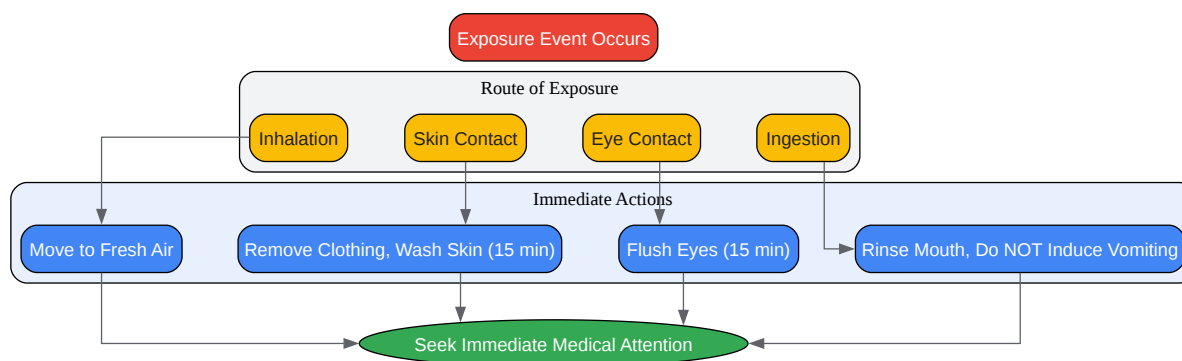 Exposure Event Occurs
Route of Exposure
Inhalation
Skin Contact
Eye Contact
Ingestion
Immediate Actions
Move to Fresh Air
Remove Clothing, Wash Skin (15 min)
Flush Eyes (15 min)
Rinse Mouth, Do NOT Induce Vomiting
Seek Immediate Medical Attention